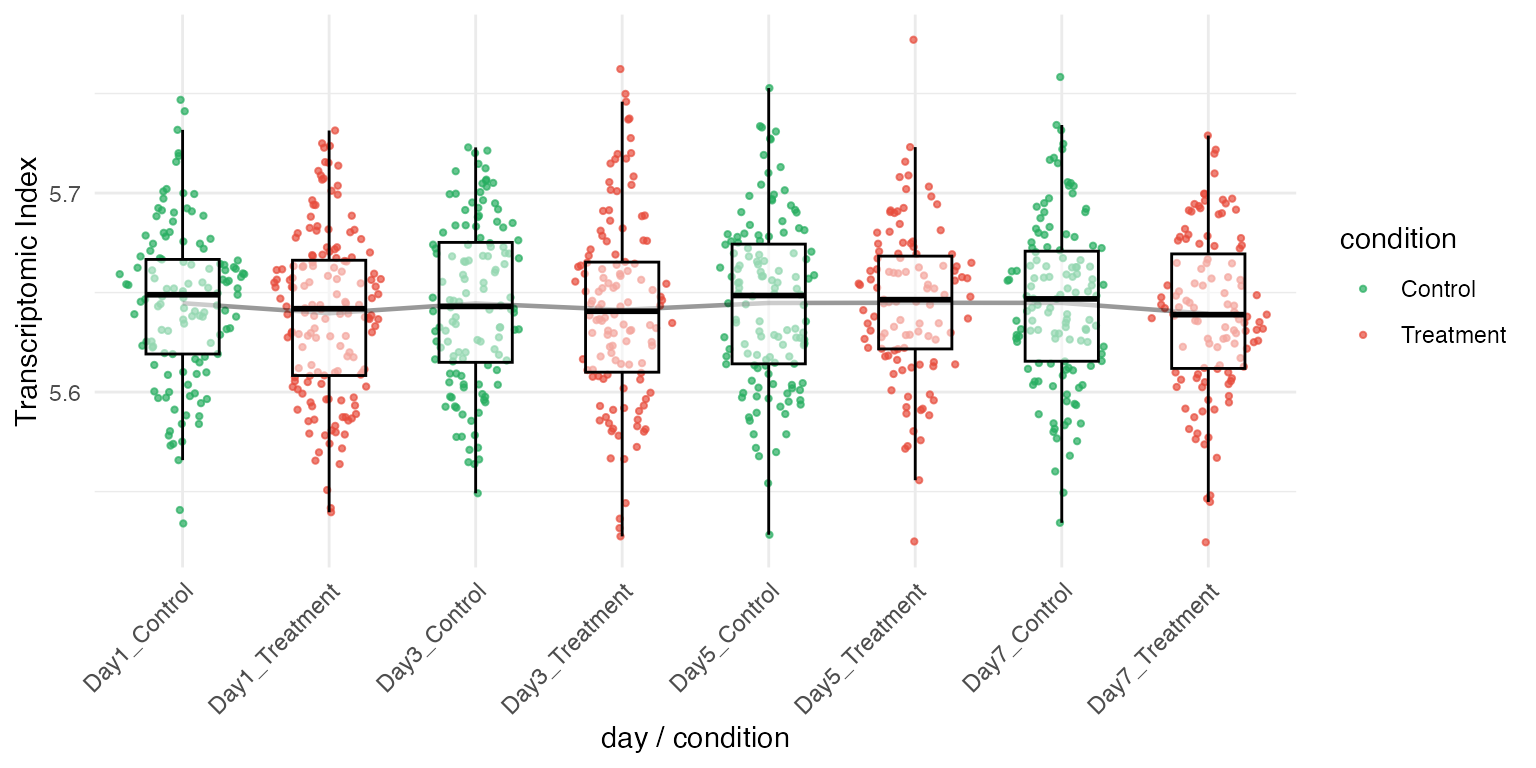 Transcriptomic Index
5.7
5.6
Day1_Control
Day1_Treatment
Day3_Control
Day3_Treatment
Day5_Control
Day5_Treatment
Day7_Control
Day7_Treatment
day / condition
condition
Control
Treatment